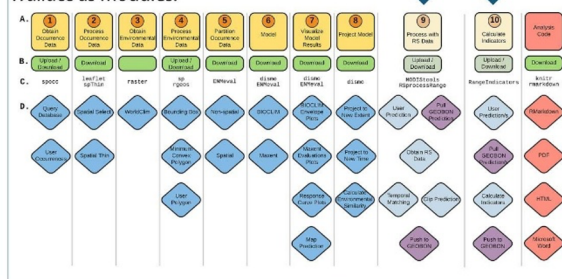 A.
1
Obtain
Occurrence
Data
2
Process
Occurrence
Data
3
Obtain
Environmental
Data
4
Process
Environmental
Data
5
Partition
Occurrence
Data
6
Model
7
Visualize
Model
Results
8
Project Model
9
Process with
RS Data
10
Calculate
Indicators
Analysis
Code
B.
Upload /
Download
Download
Download
Download
Download
Download
Download
Upload /
Download
Upload /
Download
Download
C.
spocc
leaflet
spThin
raster
sp
rgeos
ENMeval
dismo
ENMeval
dismo
ENMeval
dismo
MODIStools
RSprocessRange
RangeIndicators
knitr
rmarkdown
D.
Query
Database
Spatial Select
WorldClim
Bounding Box
Non-spatial
BIOCLIM
BIOCLIM
Envelope
Plots
Project to
New Extent
User
Prediction
Pull
GEOBON
Prediction
User
Predictions
RMarkdown
User
Occurrences
Spatial Thin
Minimum
Convex
Polygon
Spatial
Maxent
Maxent
Evaluations
Plots
Project to
New Time
Obtain RS
Data
Pull
GEOBON
Predictions
PDF
User
Polygon
Response
Curve Plots
Calculate
Environmental
Similarity
Temporal
Matching
Clip Prediction
Calculate
Indicators
HTML
Map
Prediction
Push to
GEOBON
Push to
GEOBON
Microsoft
Word